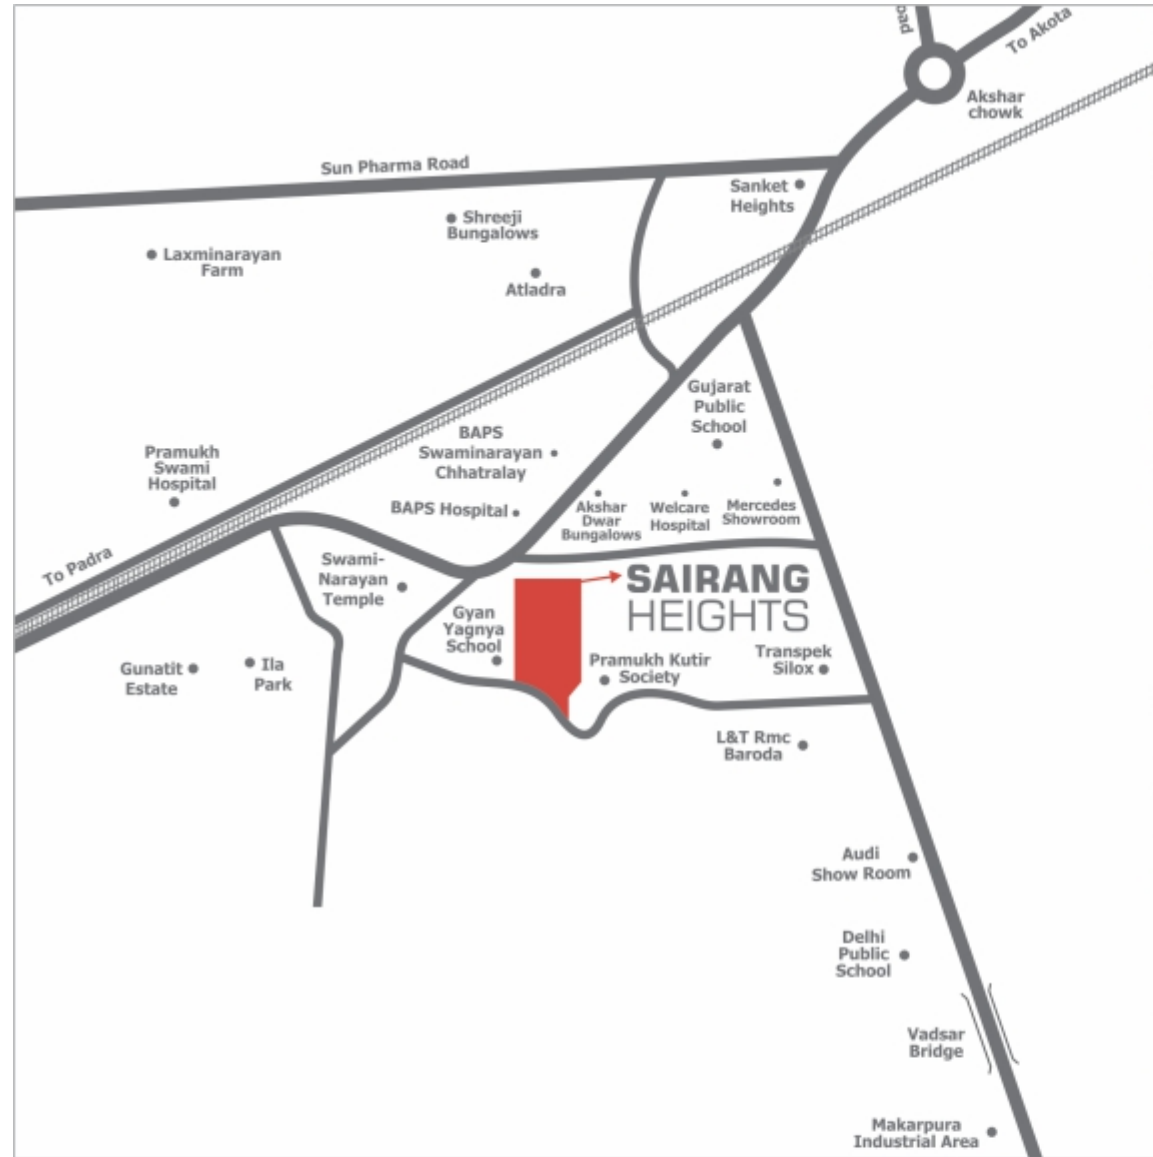 To Akota
Akshar
chowk
Sun Pharma Road
Sanket
Heights
Shreeji
Bungalows
Laxminarayan
Farm
Atladra
Gujarat
Public
School
BAPS
Swaminarayan
Chhatralay
Pramukh
Swami
Hospital
BAPS Hospital
Akshar
Dwar
Bungalows
Welcare
Hospital
Mercedes
Showroom
To Padra
Swami-
Narayan
Temple
SAIRANG
HEIGHTS
Gyan
Yagnya
School
Pramukh Kutir
Society
Transpek
Silox
Gunatit
Estate
Ila
Park
L&T Rmc
Baroda
Audi
Show Room
Delhi
Public
School
Vadsar
Bridge
Makarpura
Industrial Area